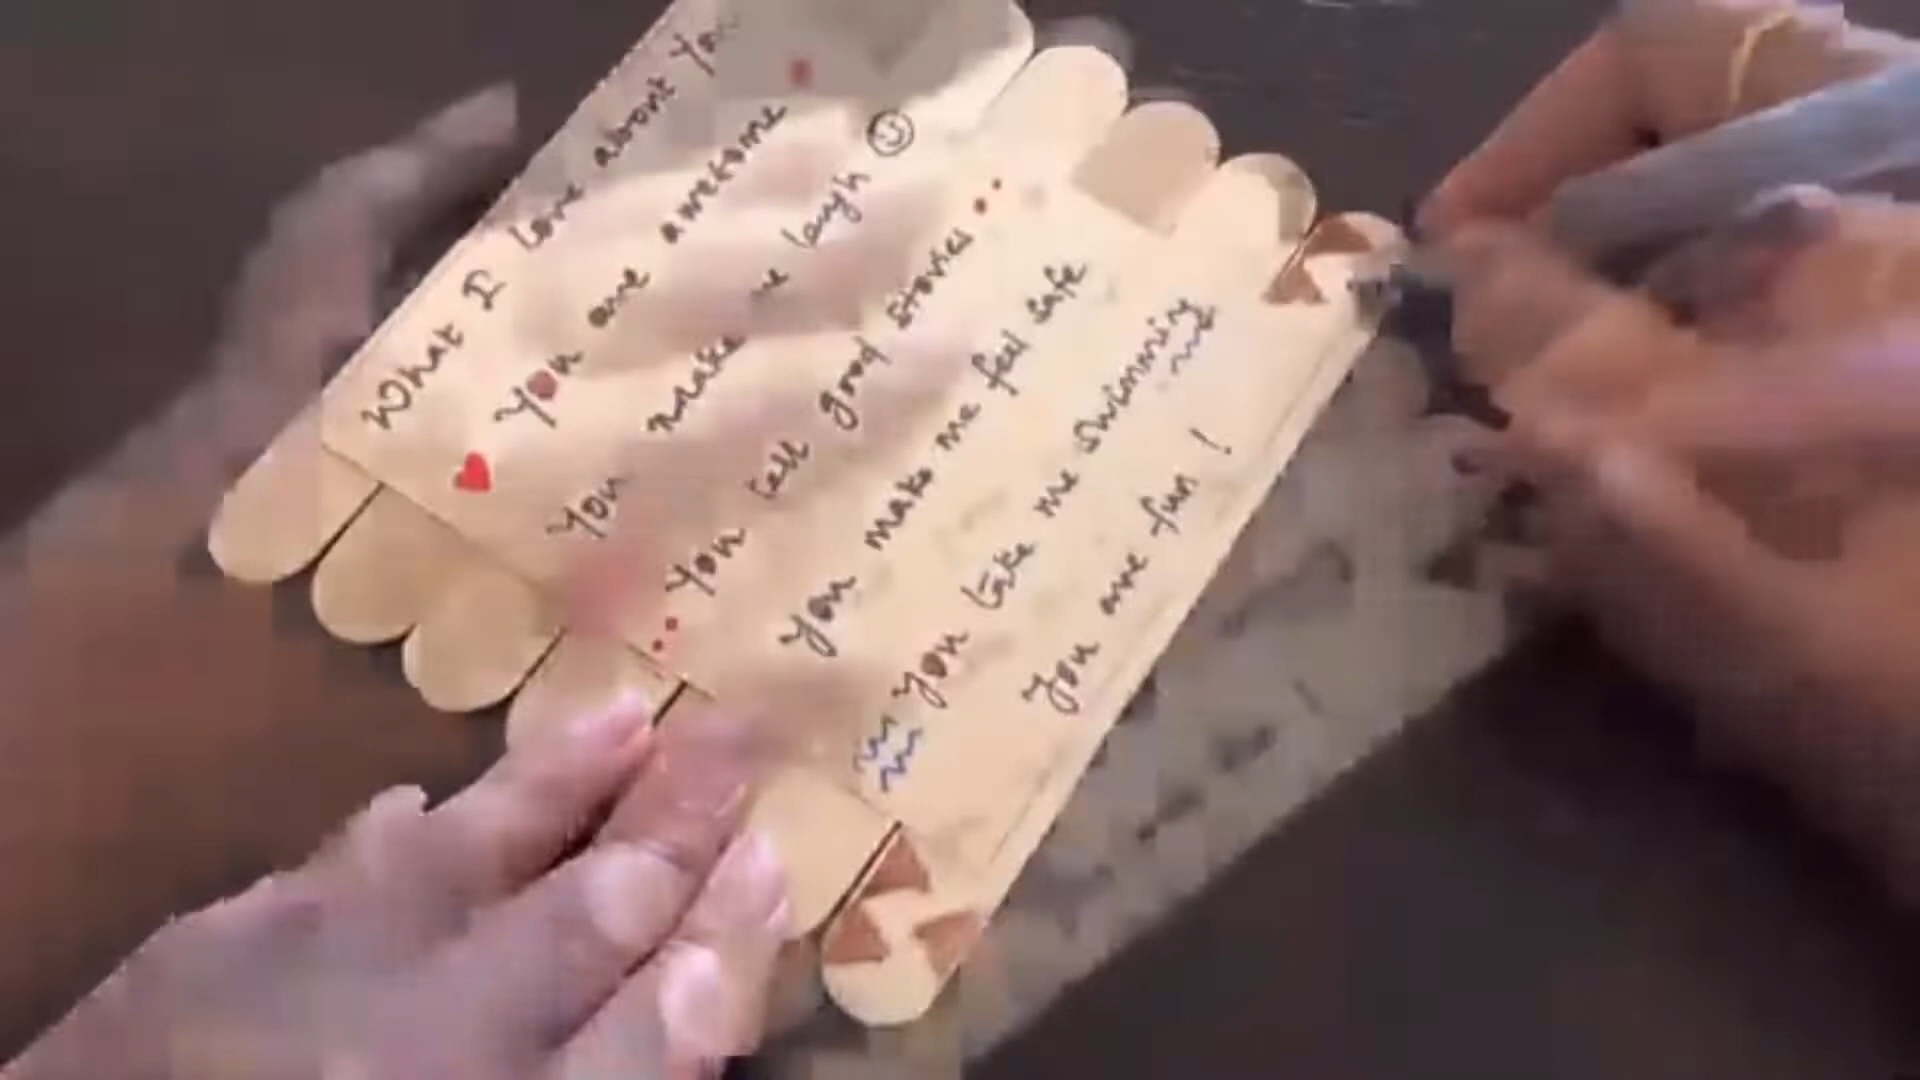 What I love about You
You are awesome
You make me laugh
You tell good stories
You make me feel safe
You take me swimming
You are fun !